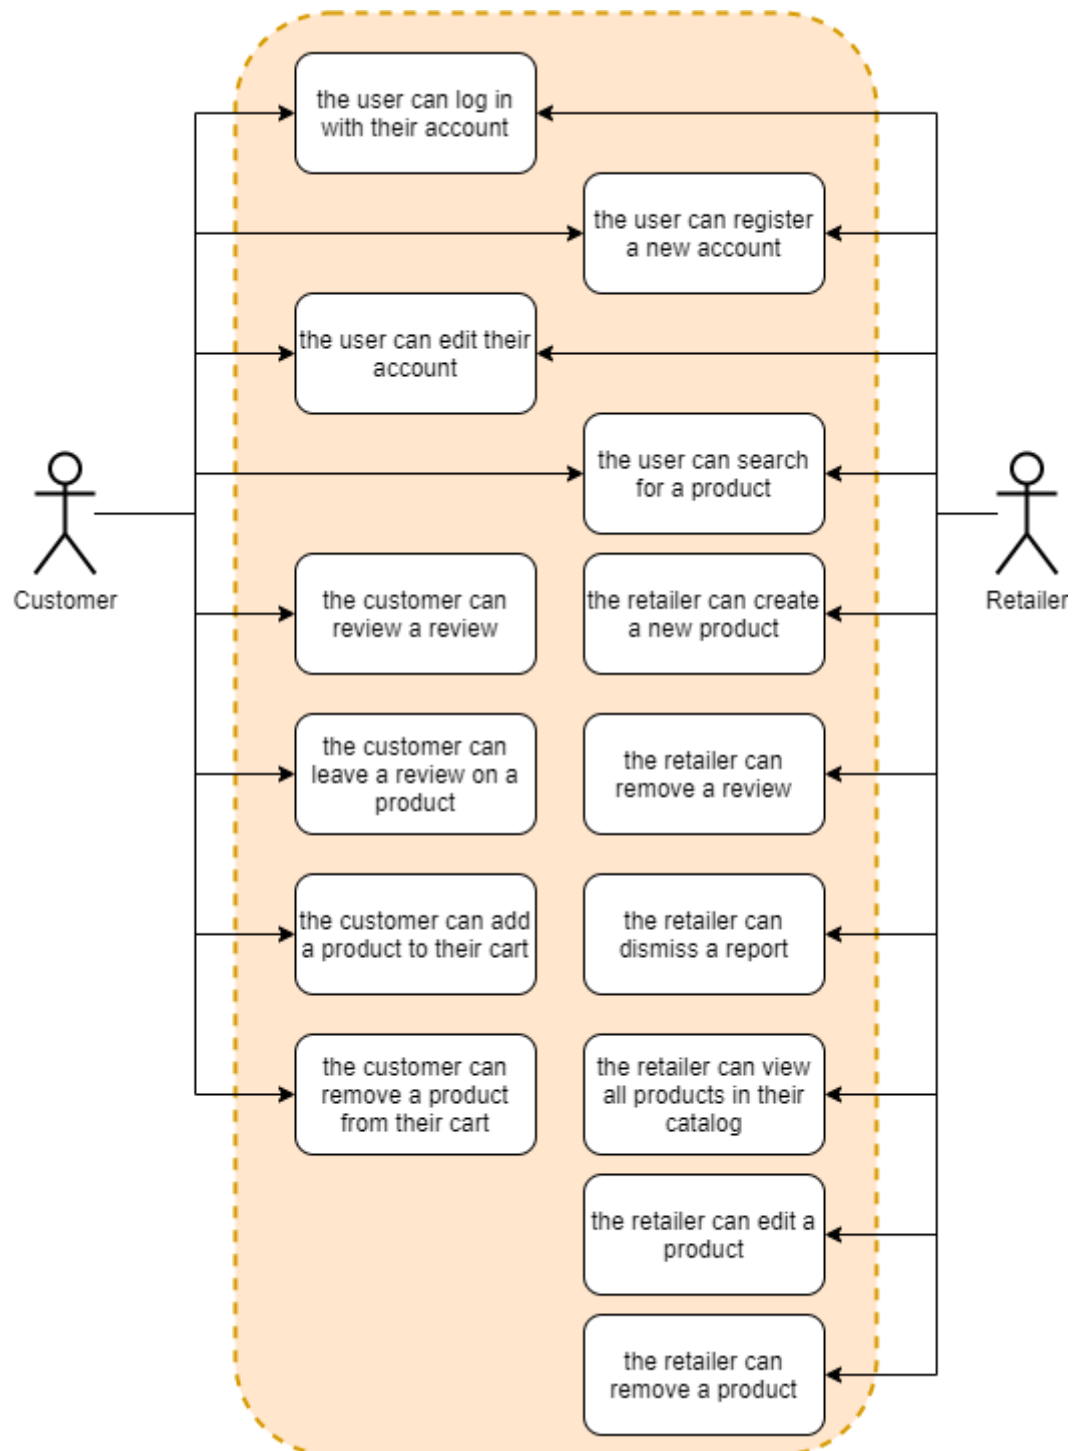 the user can log in
with their account
the user can register
a new account
the user can edit their
account
the user can search
for a product
Customer
Retailer
the customer can
review a review
the retailer can create
a new product
the customer can
leave a review on a
product
the retailer can
remove a review
the customer can add
a product to their cart
the retailer can
dismiss a report
the customer can
remove a product
from their cart
the retailer can view
all products in their
catalog
the retailer can edit a
product
the retailer can
remove a product